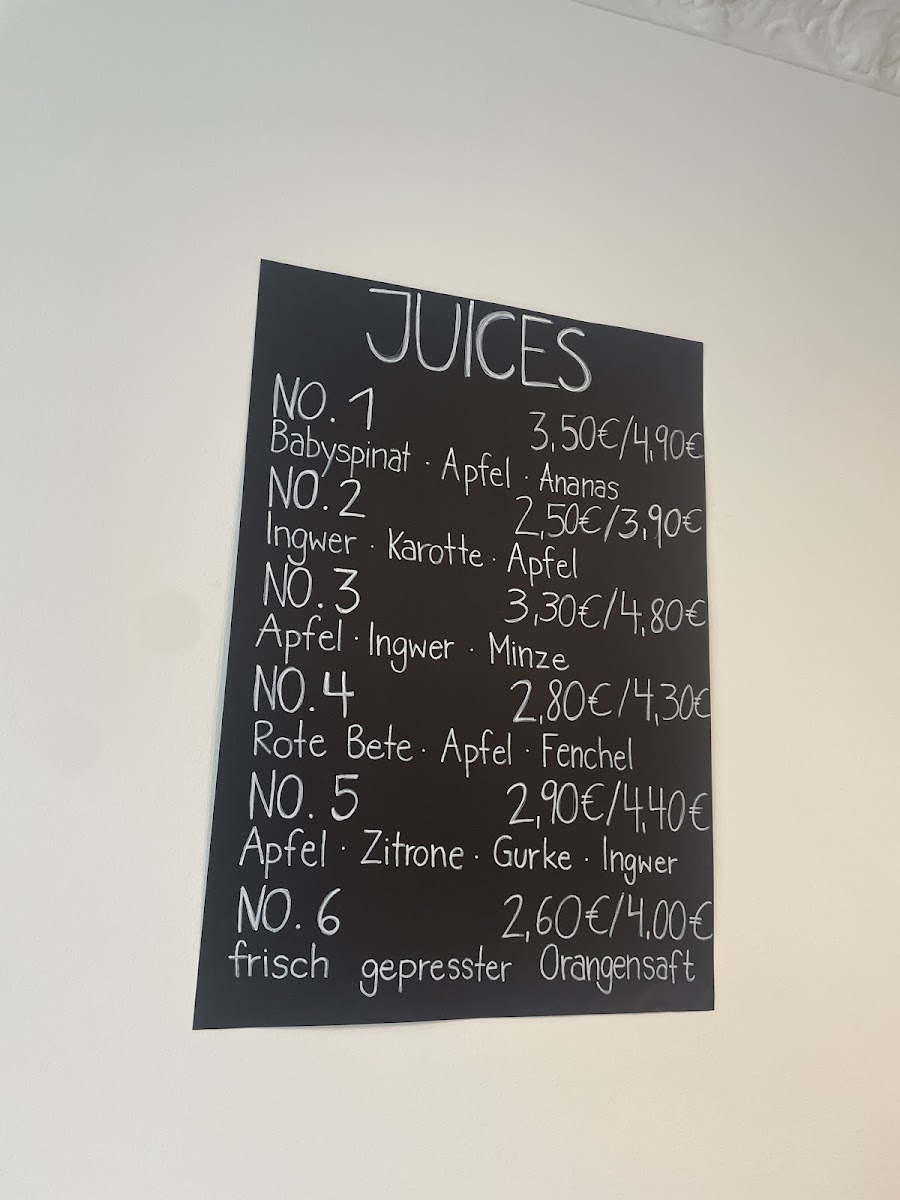 JUICES
NO. 1 3,50€/4,90€
Babyspinat · Apfel · Ananas
NO. 2 2,50€/3,90€
Ingwer · Karotte · Apfel
NO. 3 3,30€/4,80€
Apfel · Ingwer · Minze
NO. 4 2,80€/4,30€
Rote Bete · Apfel · Fenchel
NO. 5 2,90€/4,40€
Apfel · Zitrone · Gurke · Ingwer
NO. 6 2,60€/4,00€
frisch gepresster Orangensaft